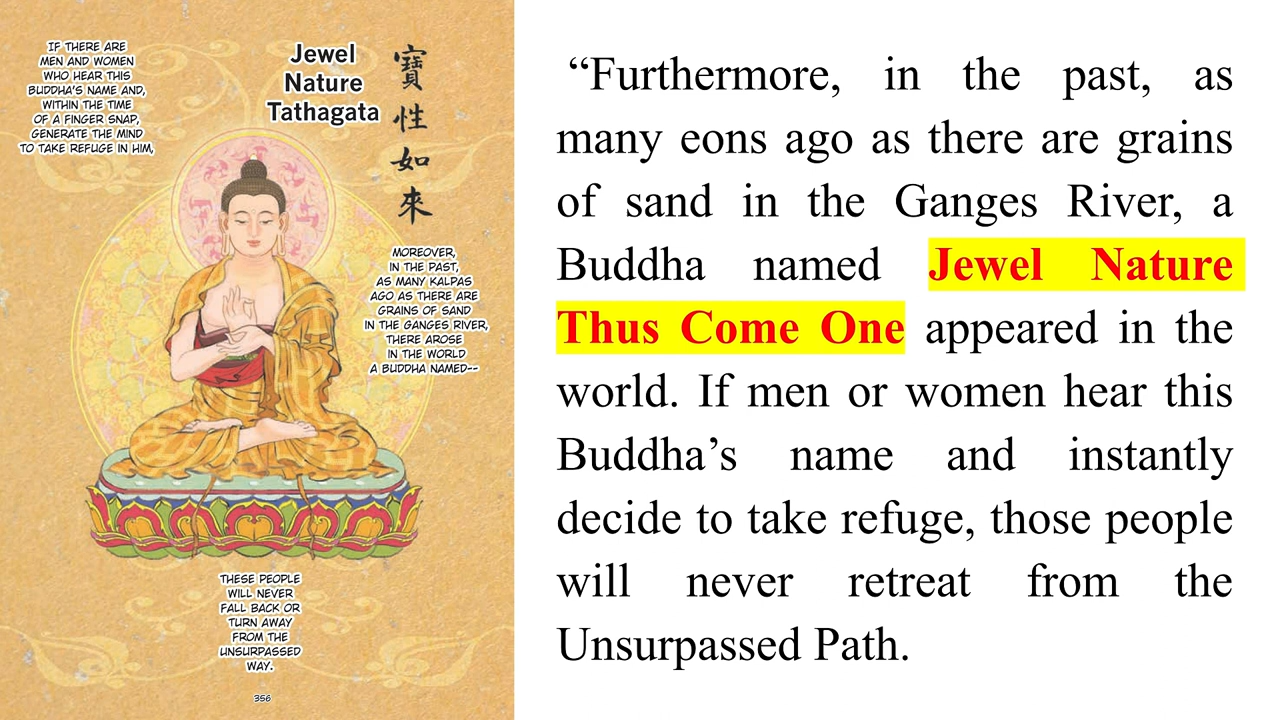 IF THERE ARE
MEN AND WOMEN
WHO HEAR THIS
BUDDHA'S NAME AND,
WITHIN THE TIME
OF A FINGER SNAP,
GENERATE THE MIND
TO TAKE REFUGE IN HIM,
Jewel
Nature
Tathagata
寶
性
如
來
MOREOVER,
IN THE PAST,
AS MANY KALPAS
AGO AS THERE ARE
GRAINS OF SAND
IN THE GANGES RIVER,
THERE AROSE
IN THE WORLD
A BUDDHA NAMED--
THESE PEOPLE
WILL NEVER
FALL BACK OR
TURN AWAY
FROM THE
UNSURPASSED
WAY.
356
“Furthermore, in the past, as
many eons ago as there are grains
of sand in the Ganges River, a
Buddha named Jewel Nature
Thus Come One appeared in the
world. If men or women hear this
Buddha’s name and instantly
decide to take refuge, those people
will never retreat from the
Unsurpassed Path.